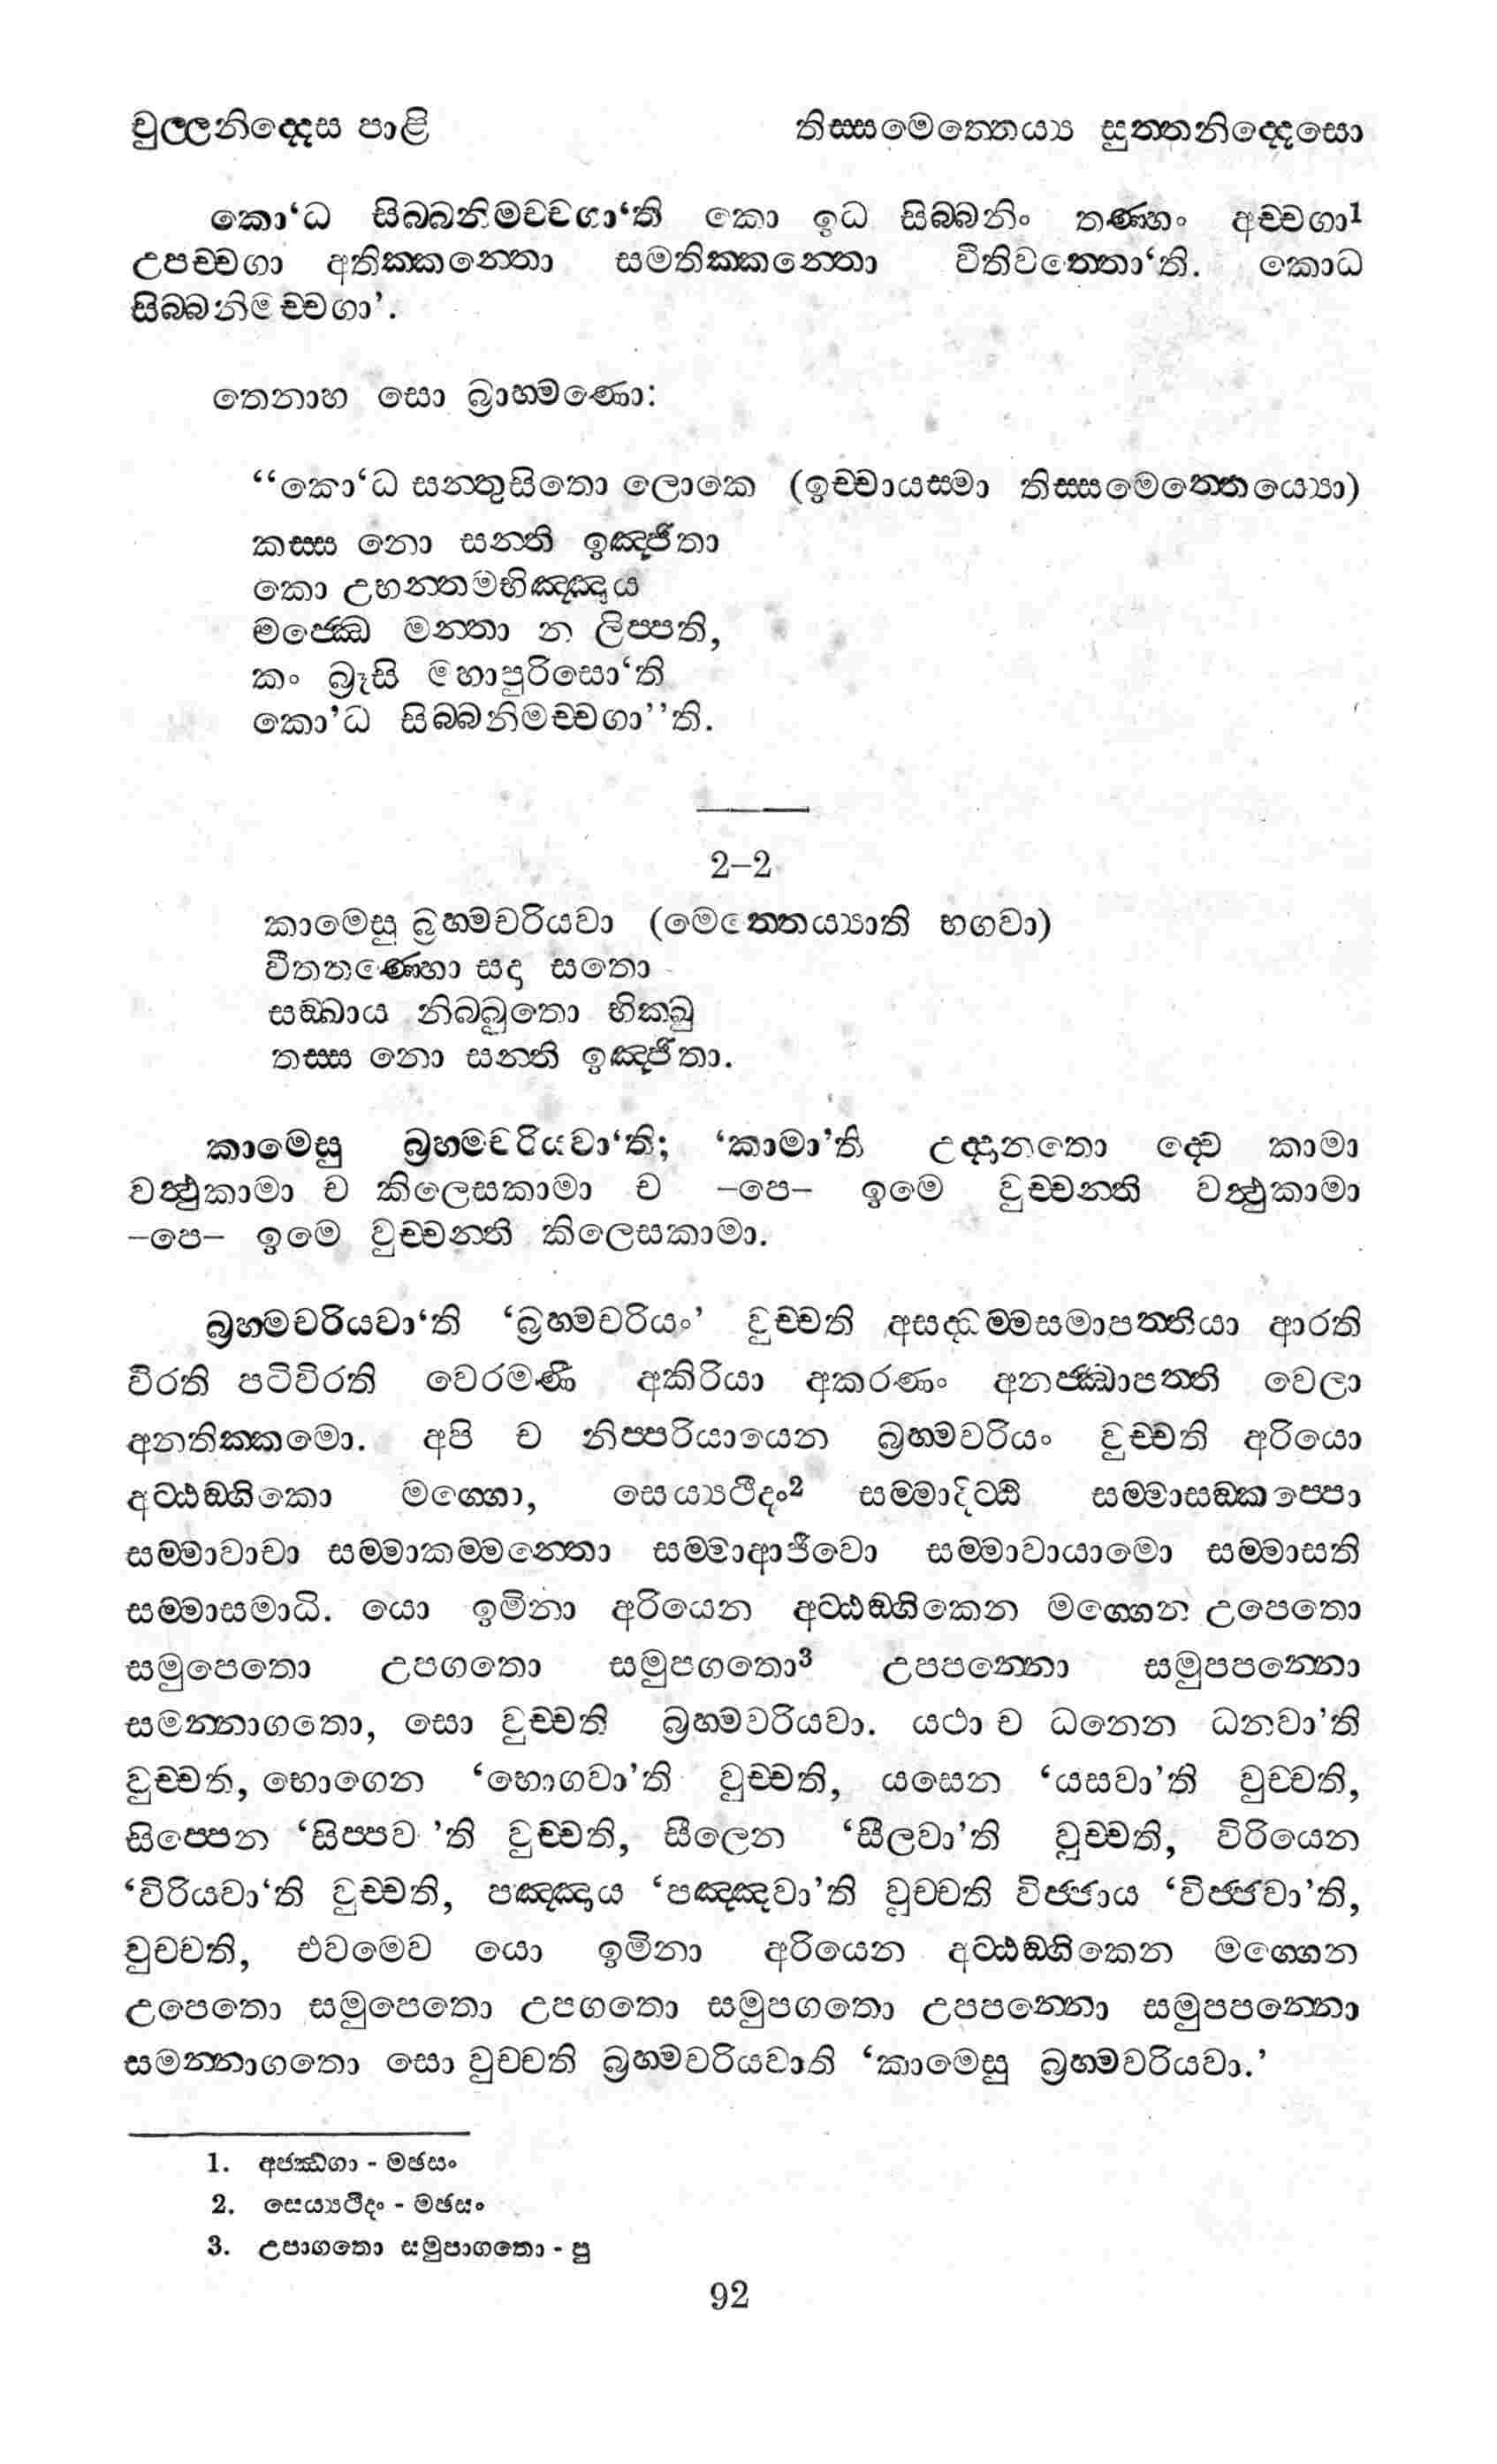 චුල්ලනිද්දෙස පාළි තිස්සමෙත්තෙය්‍ය සුත්තනිද්දෙසො
කො‘ධ සිබ්බනිමච්චගා‘ති කො ඉධ සිබ්බනිං තණ්හං අච්චගා1
උපච්චගා අතික්කන්තො සමතික්කන්තො වීතිවත්තො‘ති. කොධ
සිබ්බනිමච්චගා’.
තෙනාහ සො බ්‍රාහ්මණො:
“කො‘ධ සන්තුසිතො ලොකෙ (ඉච්චායස්මා තිස්සමෙත්තෙය්‍යො)
කස්ස නො සන්ති ඉඤ්ජිතා
කො උභන්තමභිඤ්ඤාය
මජ්ඣෙ මන්තා න ලිප්පති,
කං බ්‍රූසි මහාපුරිසො‘ති
කො’ධ සිබ්බනිමච්චගා”ති.
2–2
කාමෙසු බ්‍රහ්මචරියවා (මෙත්තෙය්‍යාති භගවා)
වීතතණ්හො සදා සතො
සඞ්ඛාය නිබ්බුතො භික්ඛු
තස්ස නො සන්ති ඉඤ්ජිතා.
කාමෙසු බ්‍රහ්මචරියවා‘ති; ‘කාමා’ති උද්දානතො ද්වෙ කාමා
වත්ථුකාමා ච කිලෙසකාමා ච –පෙ– ඉමෙ වුච්චන්ති වත්ථුකාමා
–පෙ– ඉමෙ වුච්චන්ති කිලෙසකාමා.
බ්‍රහ්මචරියවා‘ති ‘බ්‍රහ්මචරියං’ වුච්චති අසද්ධම්මසමාපත්තියා ආරති
විරති පටිවිරති වෙරමණී අකිරියා අකරණං අනජ්ඣාපත්ති වෙලා
අනතික්කමො. අපි ච නිප්පරියායෙන බ්‍රහ්මචරියං වුච්චති අරියො
අට්ඨඞ්ගිකො මග්ගො, සෙය්‍යථීදං2 සම්මාදිට්ඨි සම්මාසඞ්කප්පො
සම්මාවාචා සම්මාකම්මන්තො සම්මාආජීවො සම්මාවායාමො සම්මාසති
සම්මාසමාධි. යො ඉමිනා අරියෙන අට්ඨඞ්ගිකෙන මග්ගෙන උපෙතො
සමුපෙතො උපගතො සමුපගතො3 උපපන්නො සමුපපන්නො
සමන්නාගතො, සො වුච්චති බ්‍රහ්මචරියවා. යථා ච ධනෙන ධනවා’ති
වුච්චති, භොගෙන ‘භොගවා’ති වුච්චති, යසෙන ‘යසවා’ති වුච්චති,
සිප්පෙන ‘සිප්පව ’ති වුච්චති, සීලෙන ‘සීලවා’ති වුච්චති, විරියෙන
‘විරියවා‘ති වුච්චති, පඤ්ඤාය ‘පඤ්ඤවා’ති වුච්චති විජ්ජාය ‘විජ්ජවා’ති,
වුච්චති, එවමෙව යො ඉමිනා අරියෙන අට්ඨඞ්ගිකෙන මග්ගෙන
උපෙතො සමුපෙතො උපගතො සමුපගතො උපපන්නො සමුපපන්නො
සමන්නාගතො සො වුච්චති බ්‍රහ්මචරියවාති ‘කාමෙසු බ්‍රහ්මචරියවා.’
1. අජ්ඣගා - මඡසං
2. සෙය්‍යථිදං - මඡසං
3. උපාගතො සමුපාගතො - පු
92